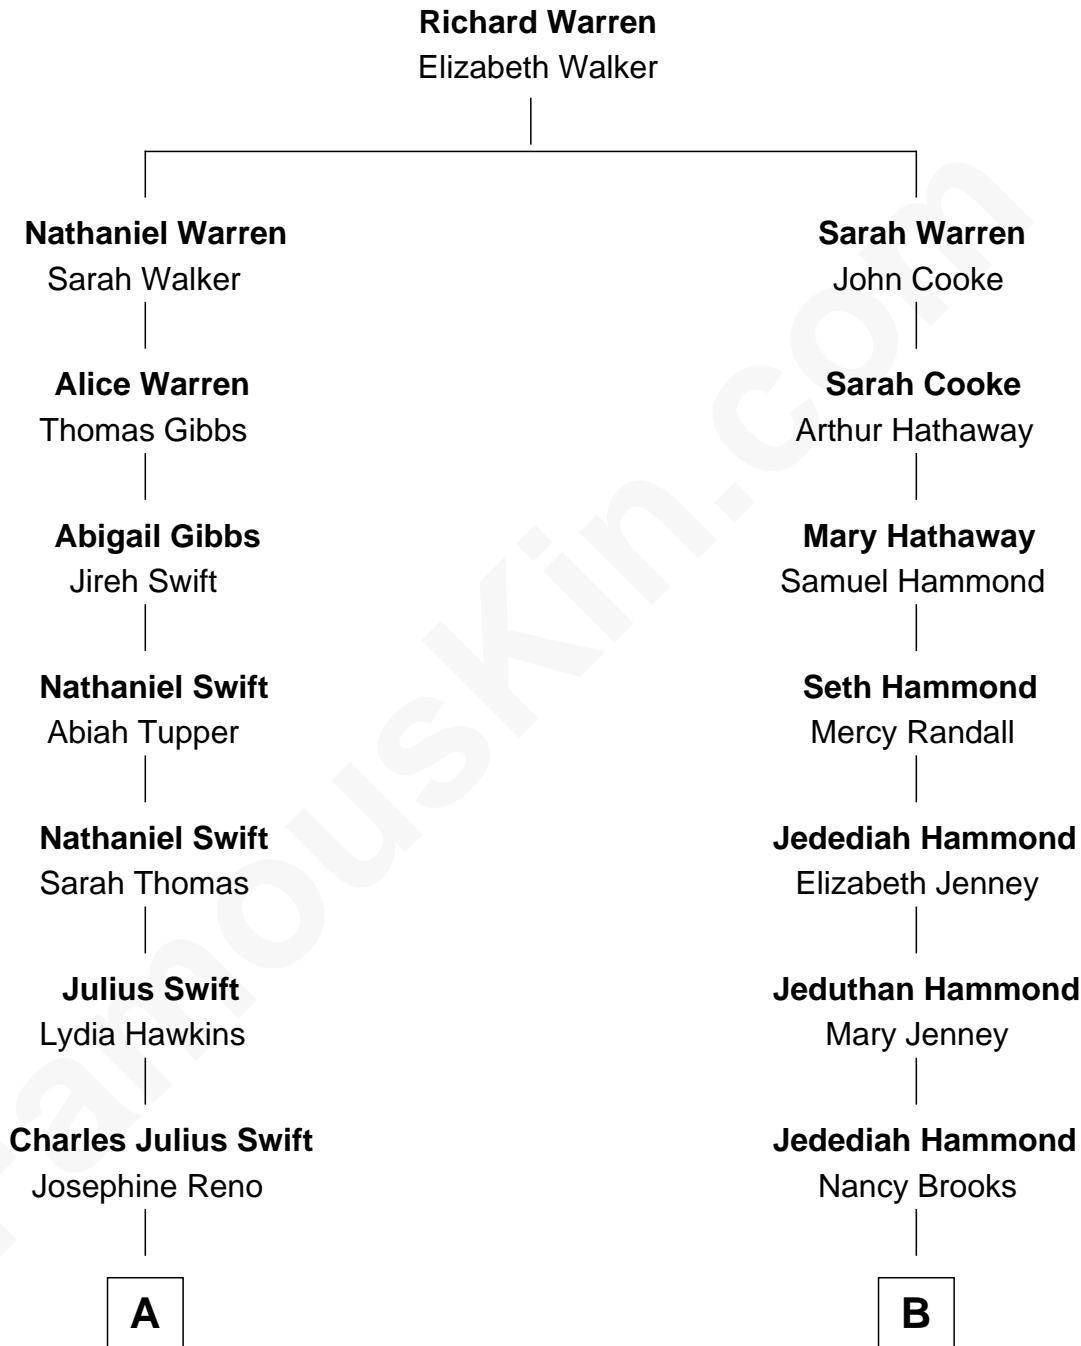 Richard Warren
Elizabeth Walker
Nathaniel Warren
Sarah Walker
Sarah Warren
John Cooke
Alice Warren
Thomas Gibbs
Sarah Cooke
Arthur Hathaway
Abigail Gibbs
Jireh Swift
Mary Hathaway
Samuel Hammond
Nathaniel Swift
Abiah Tupper
Seth Hammond
Mercy Randall
Nathaniel Swift
Sarah Thomas
Jedediah Hammond
Elizabeth Jenney
Julius Swift
Lydia Hawkins
Jeduthan Hammond
Mary Jenney
Charles Julius Swift
Josephine Reno
Jedediah Hammond
Nancy Brooks
A
B
FamousKin.com